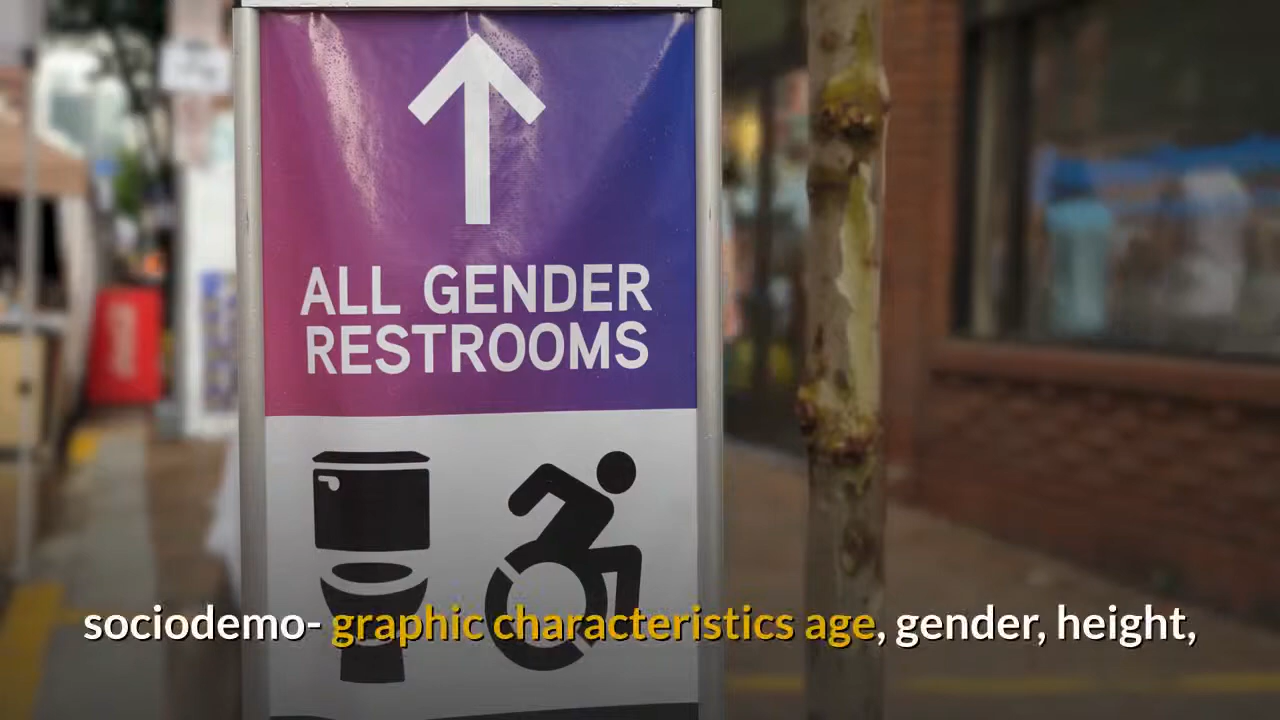 ALL GENDER
RESTROOMS
sociodemo- graphic characteristics age, gender, height,